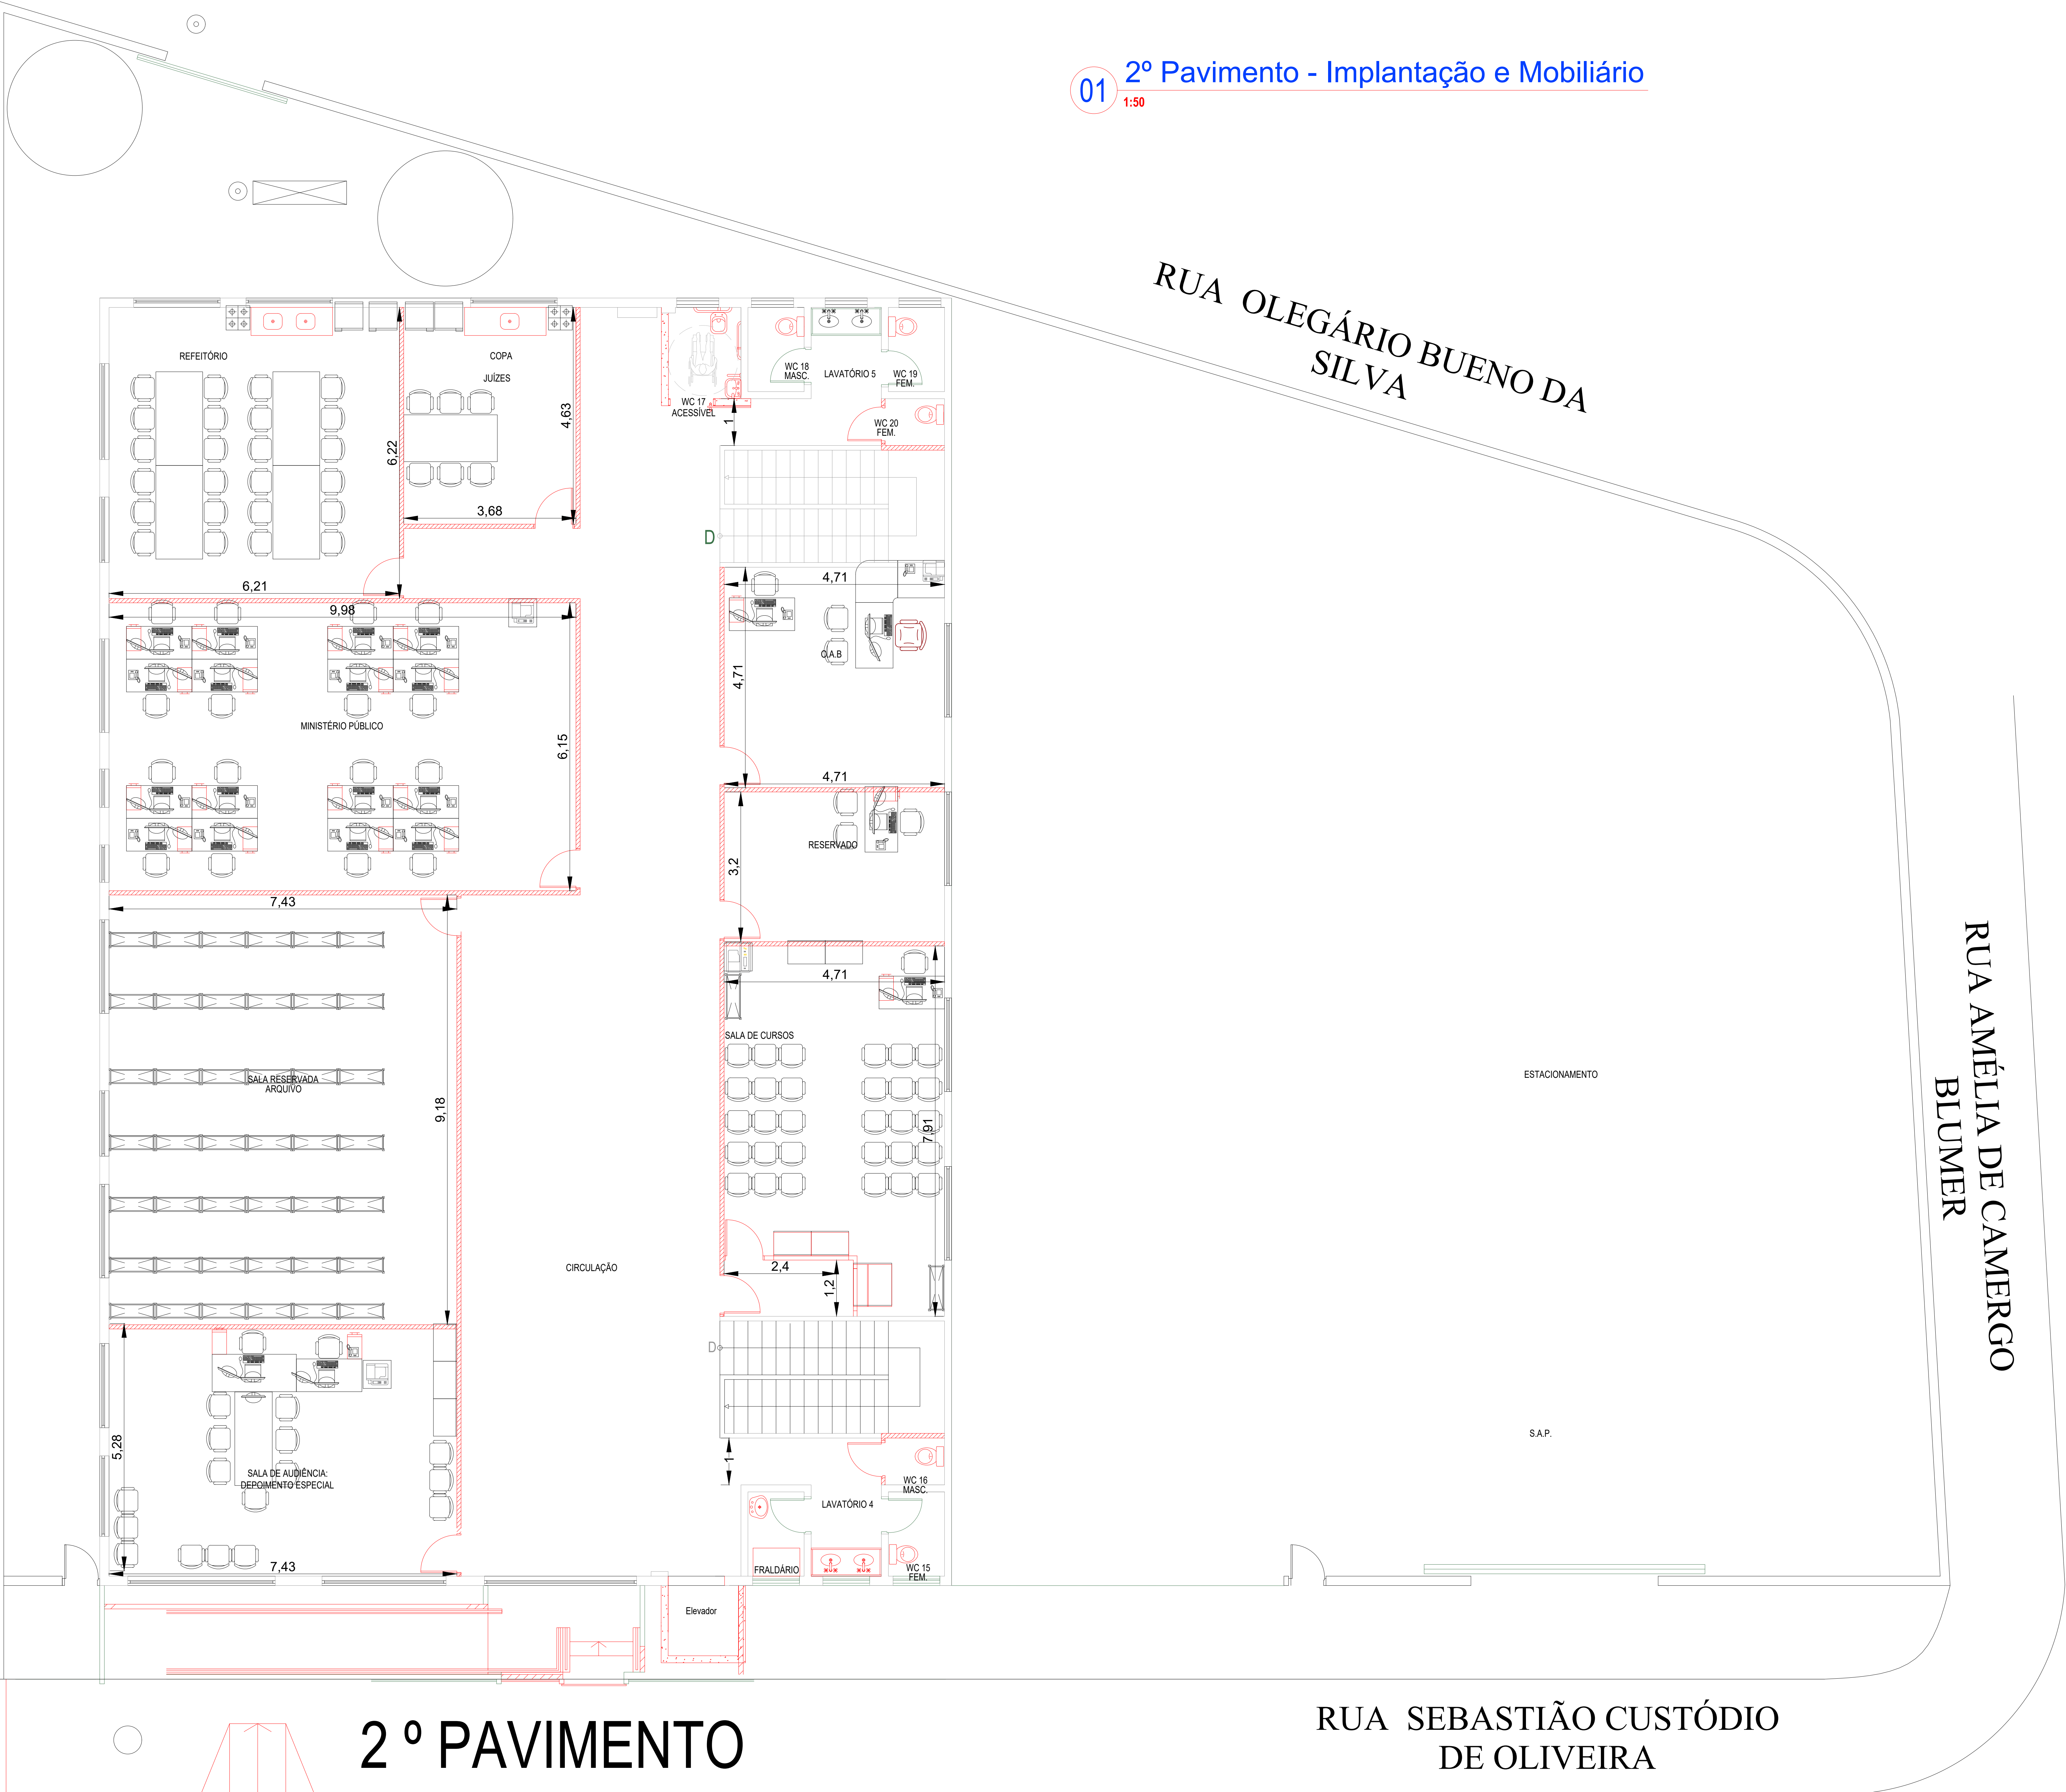 01
2º Pavimento - Implantação e Mobiliário
1:50
RUA OLEGÁRIO BUENO DA
SILVA
REFEITÓRIO
COPA
JUÍZES
4,63
6,22
3,68
6,21
WC 17
ACESSÍVEL
WC 18
MASC.
LAVATÓRIO 5
WC 19
FEM.
1
WC 20
FEM.
D
9,98
MINISTÉRIO PÚBLICO
6,15
4,71
O.A.B
4,71
4,71
RESERVADO
3,2
7,43
SALA RESERVADA
ARQUIVO
9,18
4,71
SALA DE CURSOS
7,91
CIRCULAÇÃO
2,4
1,2
D
5,28
SALA DE AUDIÊNCIA:
DEPOIMENTO ESPECIAL
7,43
1
WC 16
MASC.
LAVATÓRIO 4
FRALDÁRIO
WC 15
FEM.
Elevador
ESTACIONAMENTO
S.A.P.
RUA AMÉLIA DE CAMERGO
BLUMER
2 º PAVIMENTO
RUA SEBASTIÃO CUSTÓDIO
DE OLIVEIRA